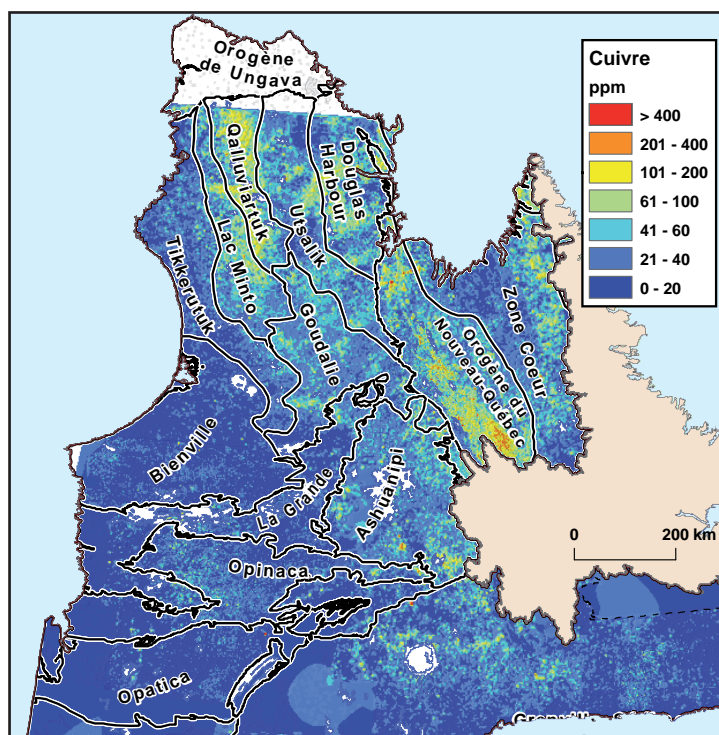 Orogène
de Ungava
Cuivre
ppm
> 400
201 - 400
101 - 200
61 - 100
41 - 60
21 - 40
0 - 20
Qalluviartuk
Douglas
Harbour
Utsalik
Lac Minto
Tikkerutuk
Goudalie
Zone Coeur
Orogène du
Nouveau-Québec
Bienville
La Grande
Ashuanipi
0 200 km
Opinaca
Opatica